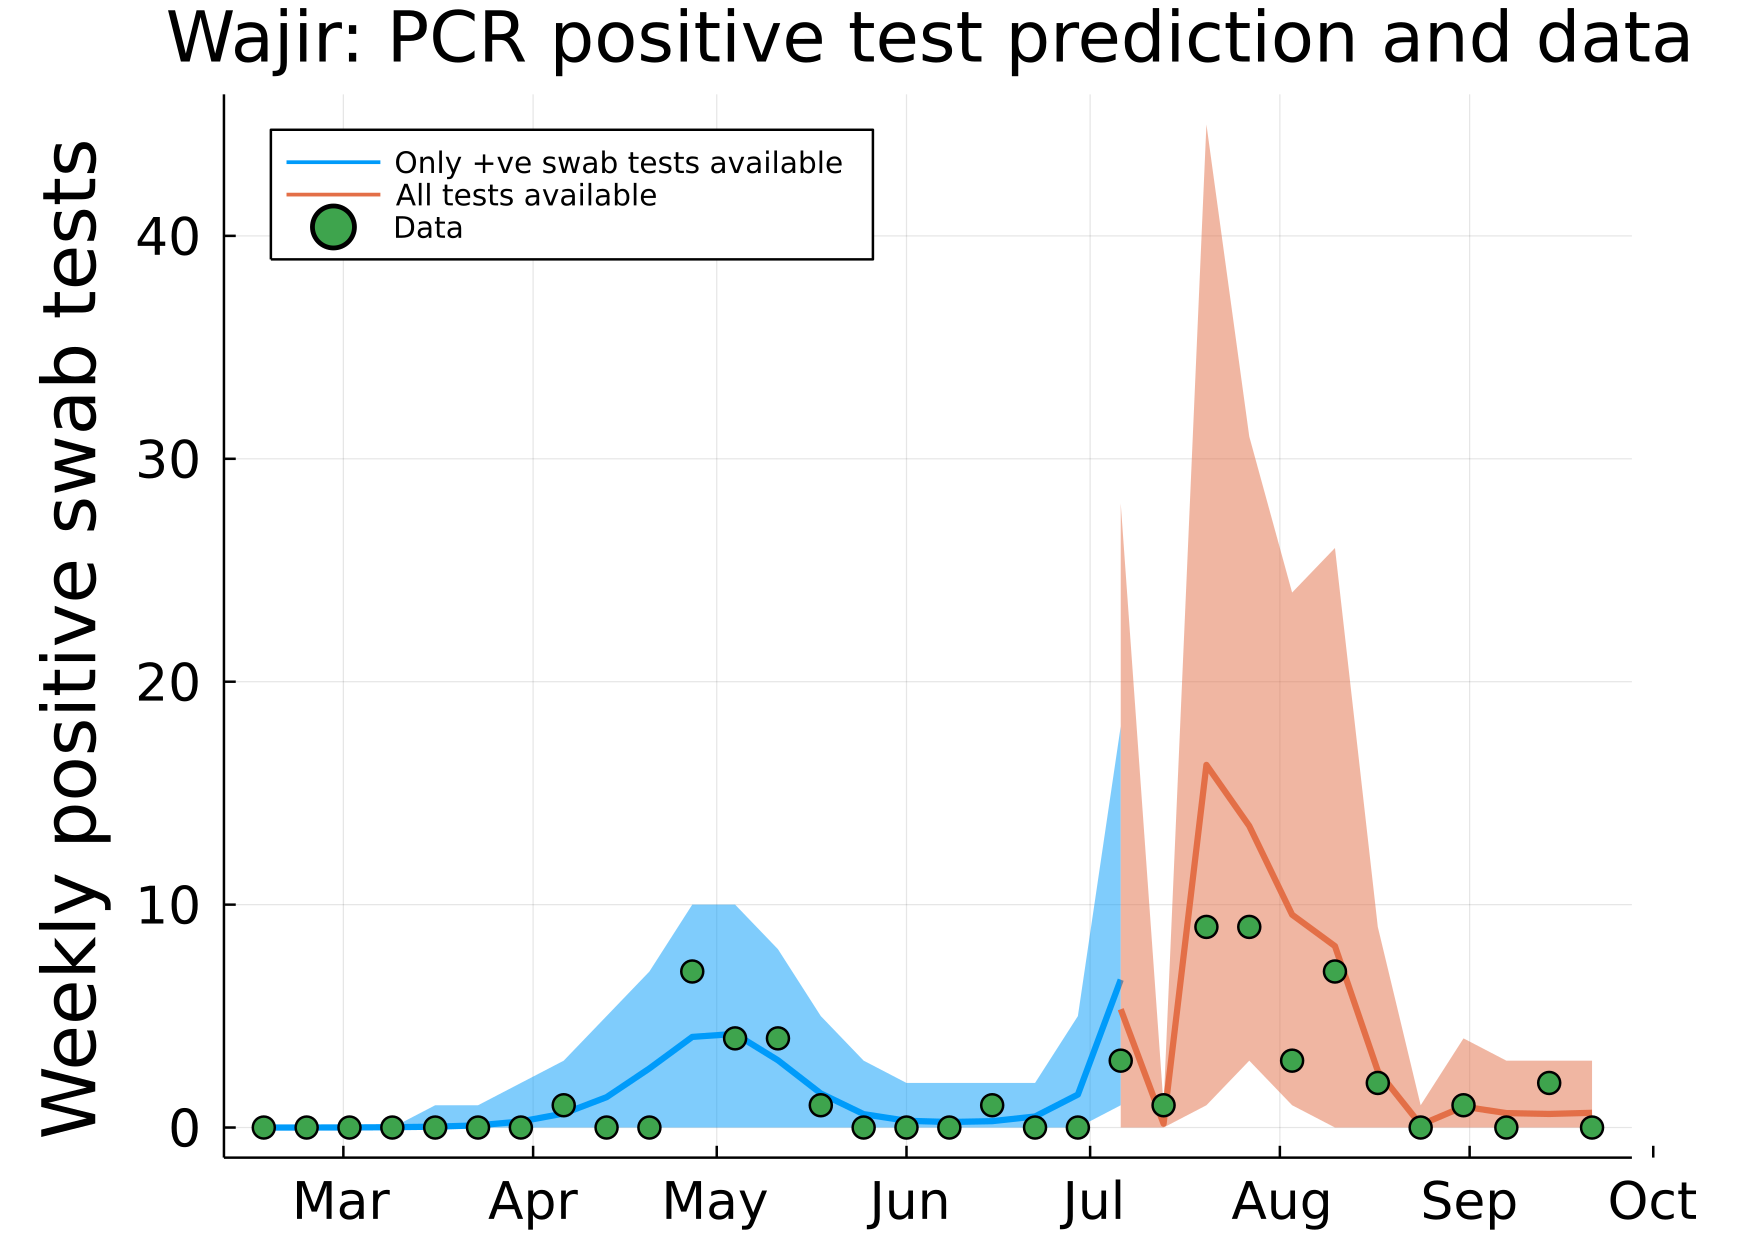 Wajir: PCR positive test prediction and data
Weekly positive swab tests
Only +ve swab tests available
All tests available
Data
40
30
20
10
0
Mar Apr May Jun Jul Aug Sep Oct